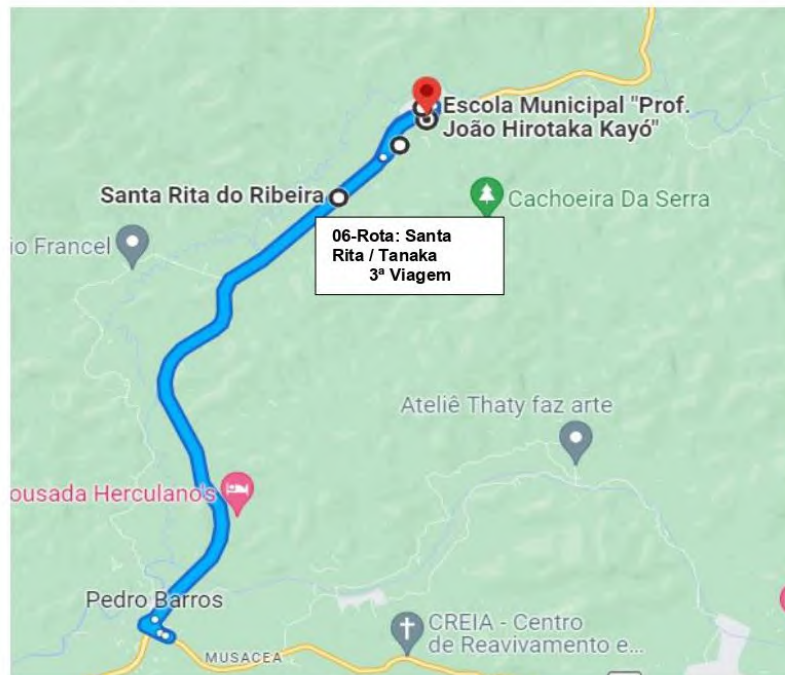 Escola Municipal "Prof.
João Hirotaka Kayó"
Santa Rita do Ribeira
Cachoeira Da Serra
06-Rota: Santa
Rita / Tanaka
3ª Viagem
io Francel
Ateliê Thaty faz arte
ousada Herculano's
Pedro Barros
MUSACEA
CREIA - Centro
de Reavivamento e...